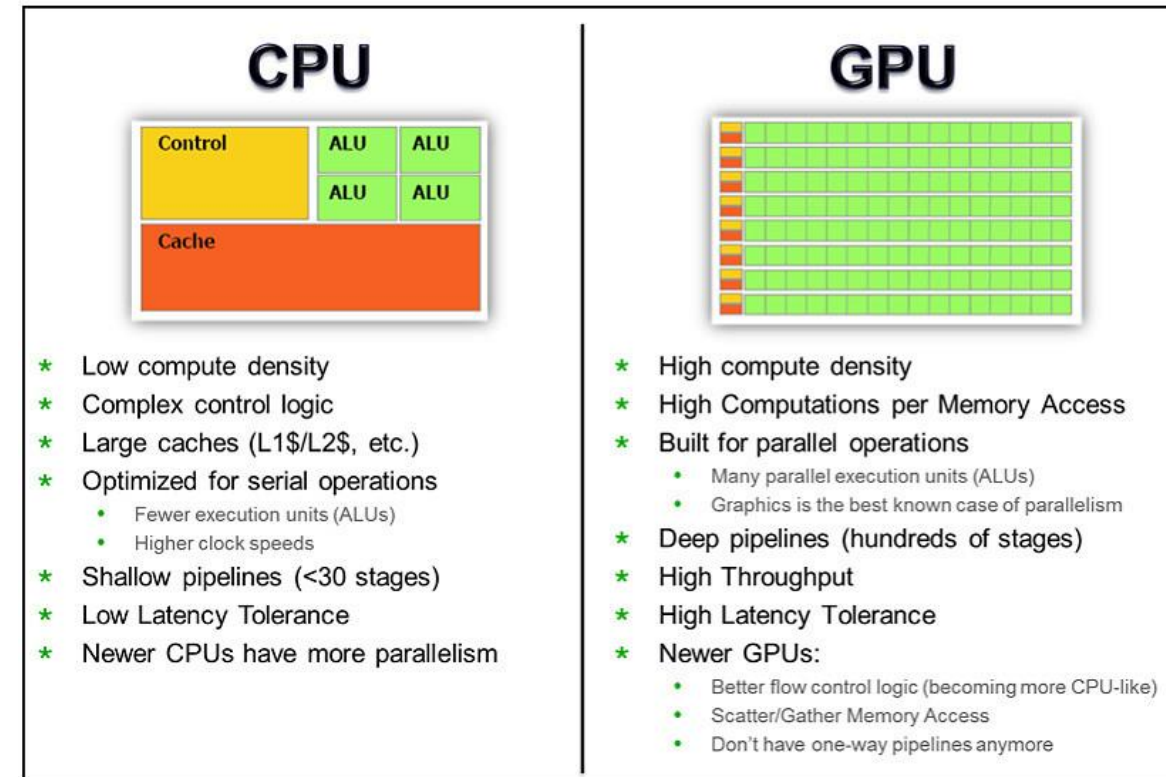 CPU
Control
ALU ALU
ALU ALU
Cache
* Low compute density
* Complex control logic
* Large caches (L1$/L2$, etc.)
* Optimized for serial operations
• Fewer execution units (ALUs)
• Higher clock speeds
* Shallow pipelines (<30 stages)
* Low Latency Tolerance
* Newer CPUs have more parallelism
GPU
* High compute density
* High Computations per Memory Access
* Built for parallel operations
• Many parallel execution units (ALUs)
• Graphics is the best known case of parallelism
* Deep pipelines (hundreds of stages)
* High Throughput
* High Latency Tolerance
* Newer GPUs:
• Better flow control logic (becoming more CPU-like)
• Scatter/Gather Memory Access
• Don't have one-way pipelines anymore